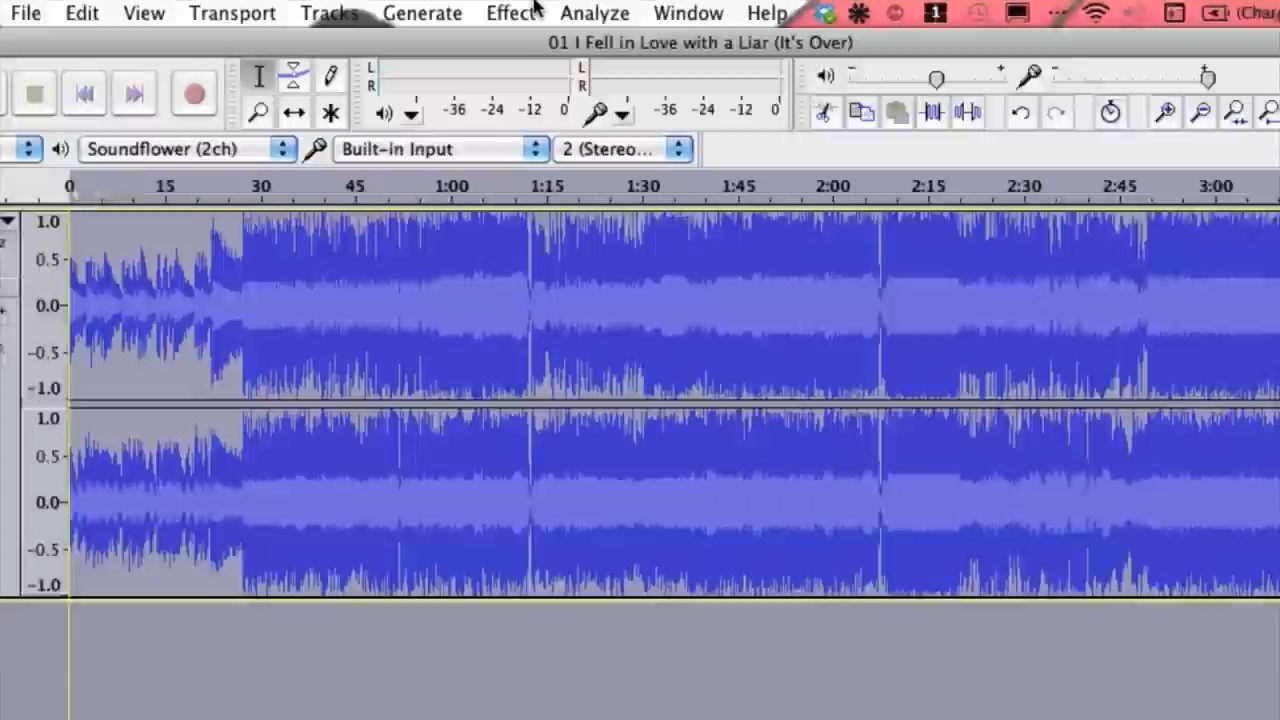 File Edit View Transport Tracks Generate Effect Analyze Window Help 1 (Char
01 I Fell in Love with a Liar (It's Over)
L
R
-36 -24 -12 0
L
R
-36 -24 -12 0
- +
- +
Soundflower (2ch) Built-in Input 2 (Stereo...
0 15 30 45 1:00 1:15 1:30 1:45 2:00 2:15 2:30 2:45 3:00
1.0
0.5
0.0
-0.5
-1.0
1.0
0.5
0.0
-0.5
-1.0